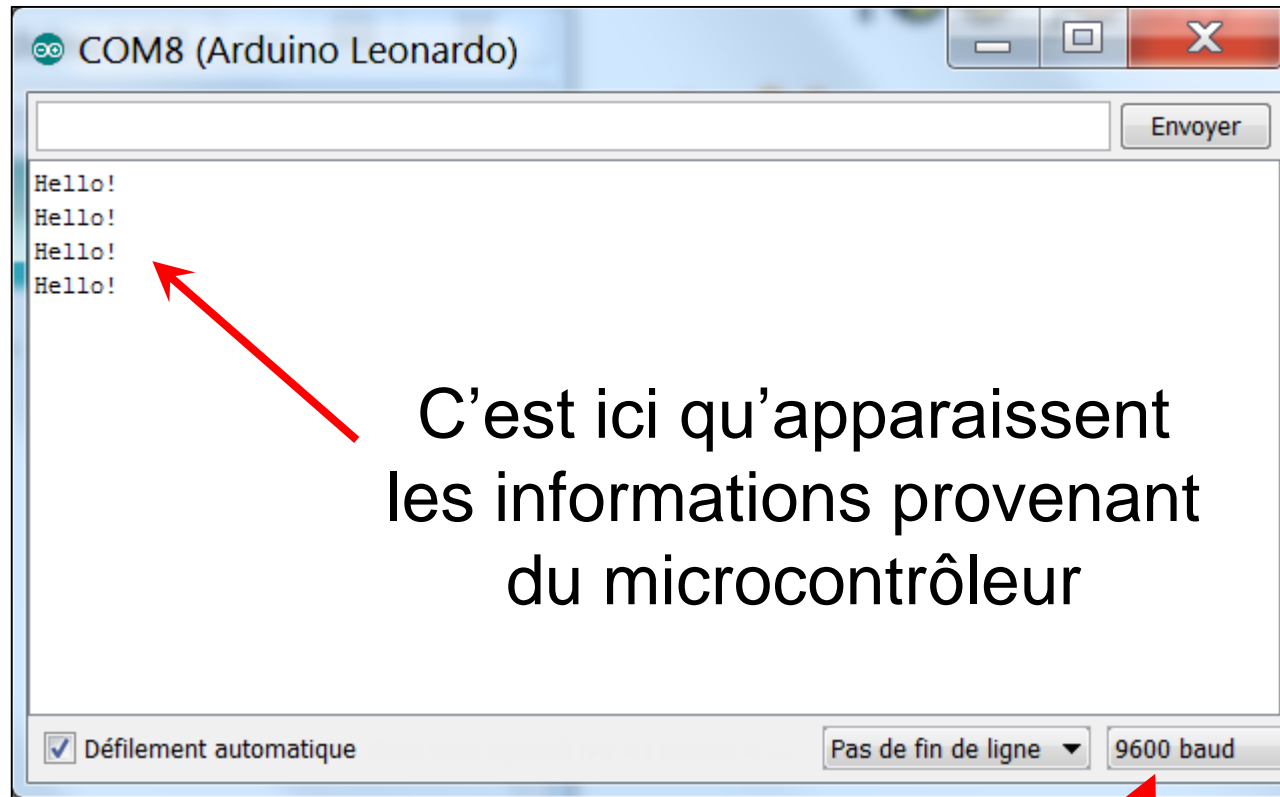 COM8 (Arduino Leonardo)
Envoyer
Hello!
Hello!
Hello!
Hello!
C’est ici qu’apparaissent
les informations provenant
du microcontrôleur
Défilement automatique
Pas de fin de ligne
9600 baud